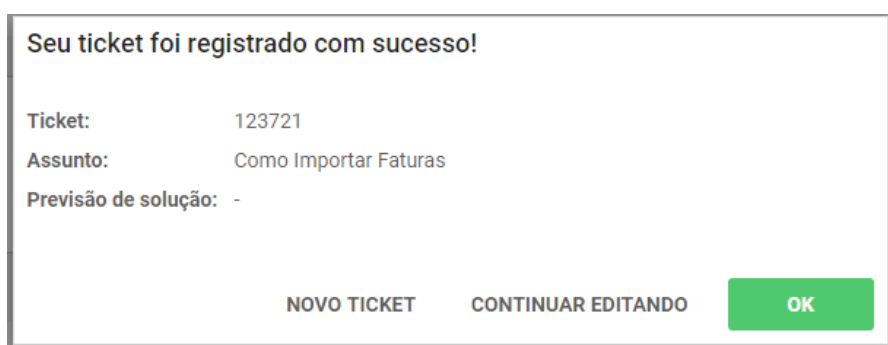 Seu ticket foi registrado com sucesso!
Ticket: 123721
Assunto: Como Importar Faturas
Previsão de solução: -
NOVO TICKET CONTINUAR EDITANDO OK